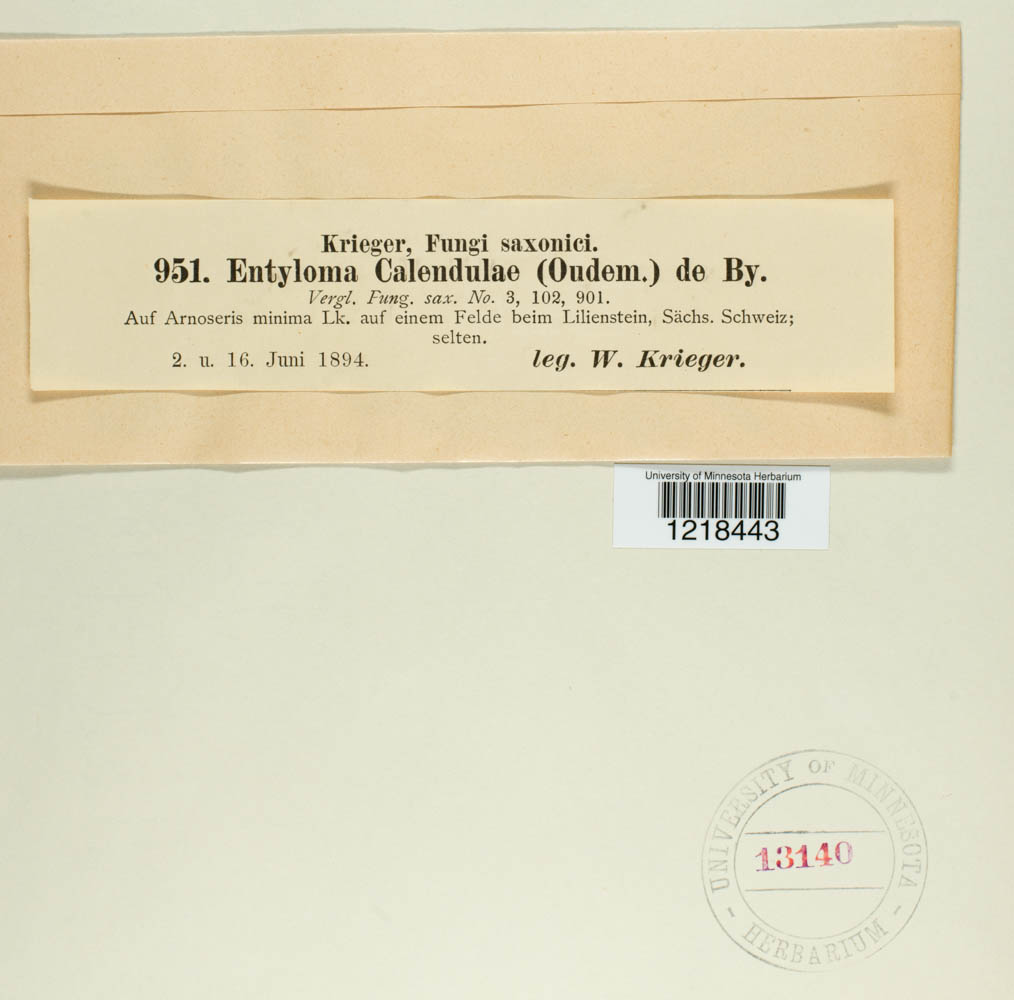 Krieger, Fungi saxonici.
951. Entyloma Calendulae (Oudem.) de By.
Vergl. Fung. sax. No. 3, 102, 901.
Auf Arnoseris minima Lk. auf einem Felde beim Lilienstein, Sächs. Schweiz;
selten.
2. u. 16. Juni 1894. leg. W. Krieger.
University of Minnesota Herbarium
1218443
UNIVERSITY OF MINNESOTA
13140
- HERBARIUM -